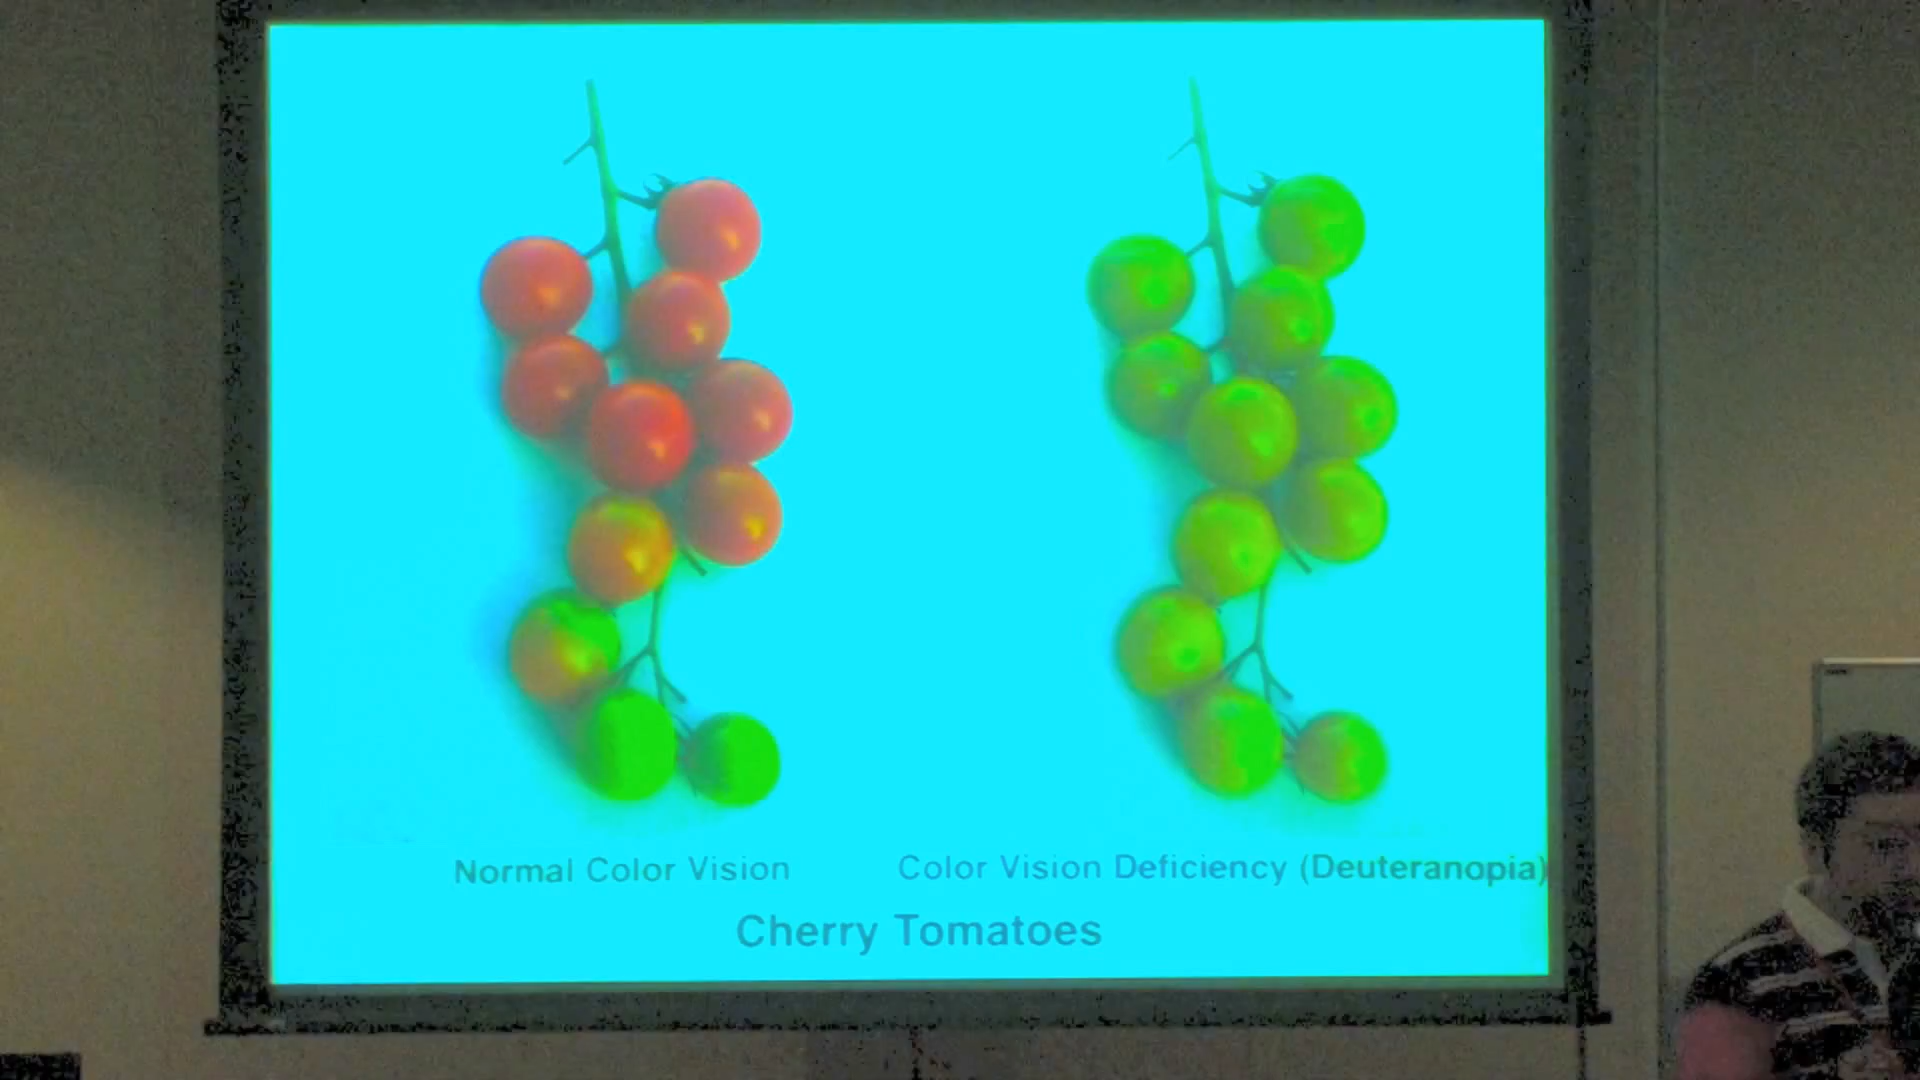 Normal Color Vision
Color Vision Deficiency (Deuteranopia)
Cherry Tomatoes